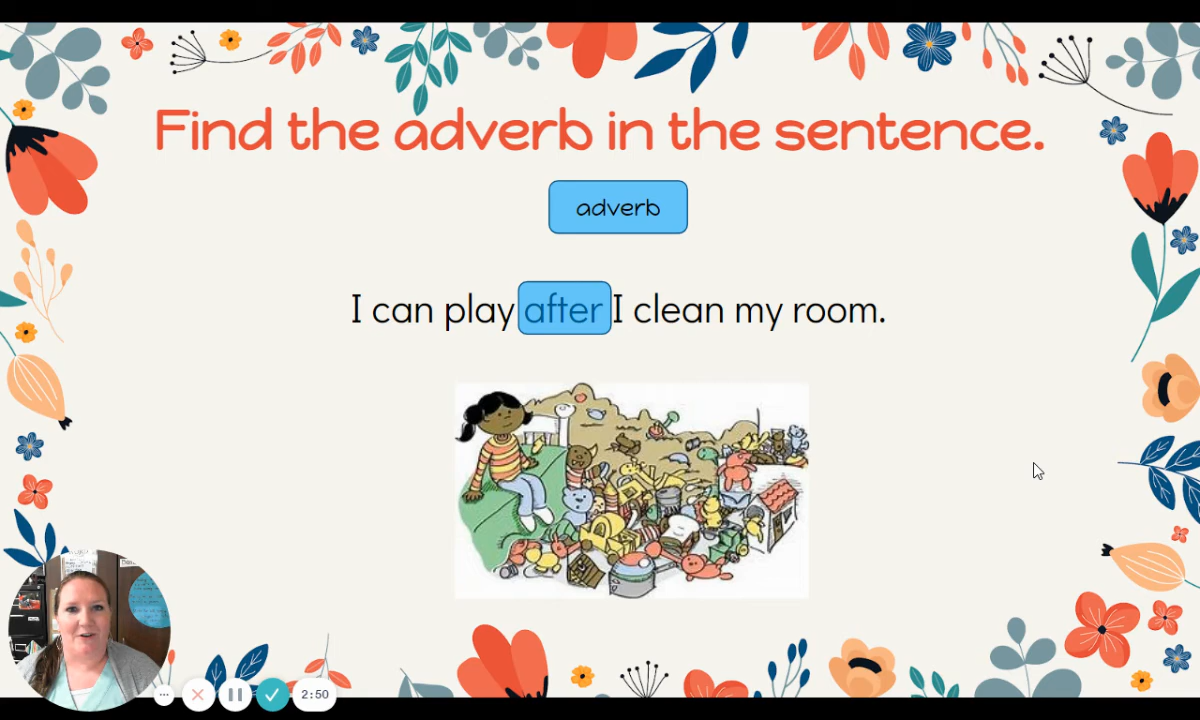 Find the adverb in the sentence.
adverb
I can play after I clean my room.
2:50